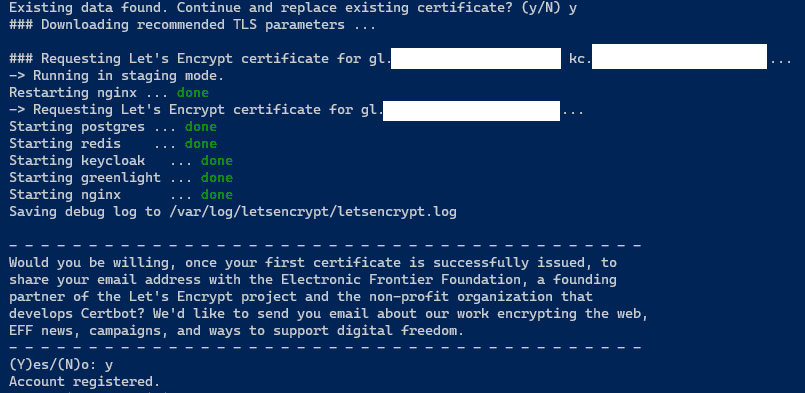 Existing data found. Continue and replace existing certificate? (y/N) y
### Downloading recommended TLS parameters ...
### Requesting Let's Encrypt certificate for gl. kc. ...
-> Running in staging mode.
Restarting nginx ... done
-> Requesting Let's Encrypt certificate for gl. ...
Starting postgres ... done
Starting redis    ... done
Starting keycloak   ... done
Starting greenlight ... done
Starting nginx      ... done
Saving debug log to /var/log/letsencrypt/letsencrypt.log
- - - - - - - - - - - - - - - - - - - - - - - - - - - - - - - - - - - - - - - -
Would you be willing, once your first certificate is successfully issued, to
share your email address with the Electronic Frontier Foundation, a founding
partner of the Let's Encrypt project and the non-profit organization that
develops Certbot? We'd like to send you email about our work encrypting the web,
EFF news, campaigns, and ways to support digital freedom.
- - - - - - - - - - - - - - - - - - - - - - - - - - - - - - - - - - - - - - - -
(Y)es/(N)o: y
Account registered.